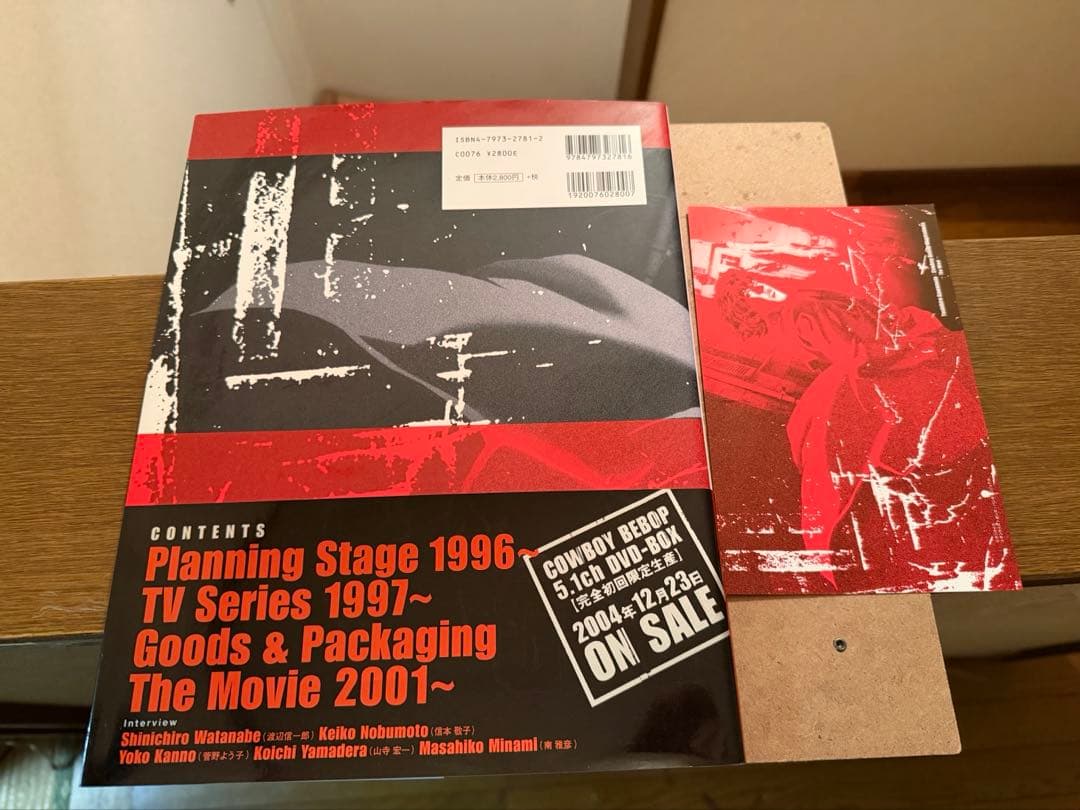 ISBN4-7973-2781-2
C0076 ¥2800E
定価 本体2,800円 +税
9784797327816
1920076028007
CONTENTS
Planning Stage 1996~
TV Series 1997~
Goods & Packaging
The Movie 2001~
COWBOY BEBOP
5.1ch DVD-BOX
[完全初回限定生産]
2004年12月23日
ON SALE
Interview
Shinichiro Watanabe(渡辺信一郎) Keiko Nobumoto(信本 敬子)
Yoko Kanno(菅野よう子) Koichi Yamadera(山寺 宏一) Masahiko Minami(南 雅彦)